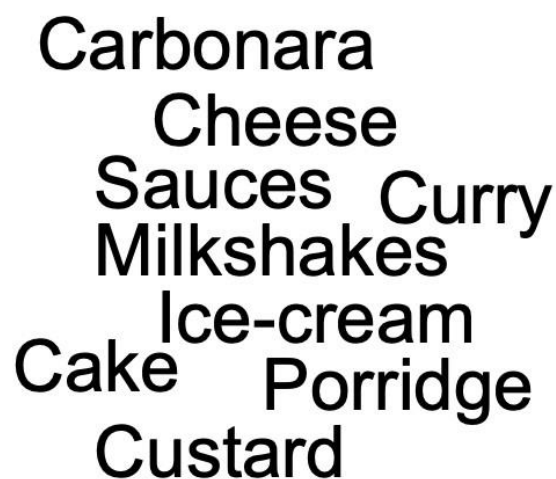 Carbonara
Cheese
Sauces Curry
Milkshakes
Ice-cream
Cake Porridge
Custard